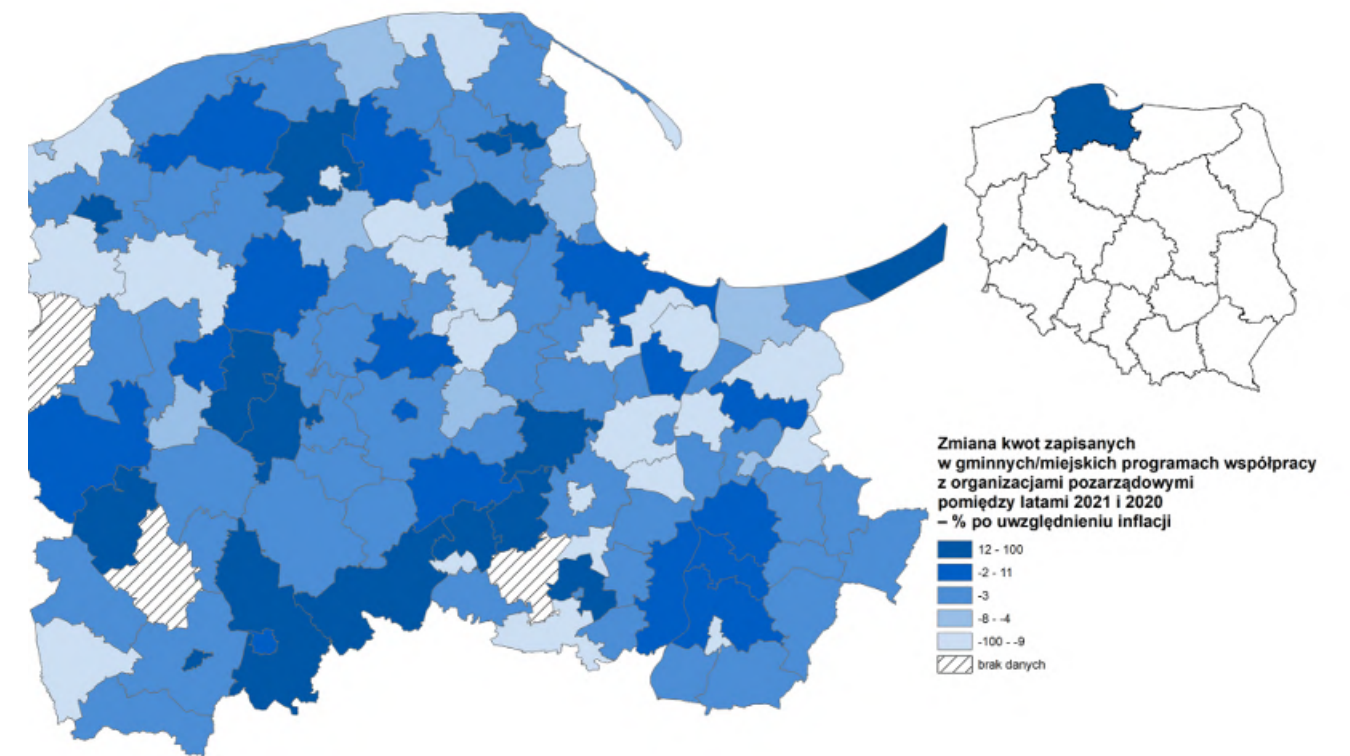 Zmiana kwot zapisanych
w gminnych/miejskich programach współpracy
z organizacjami pozarządowymi
pomiędzy latami 2021 i 2020
– % po uwzględnieniu inflacji
12 - 100
-2 - 11
-3
-8 - -4
-100 - -9
brak danych